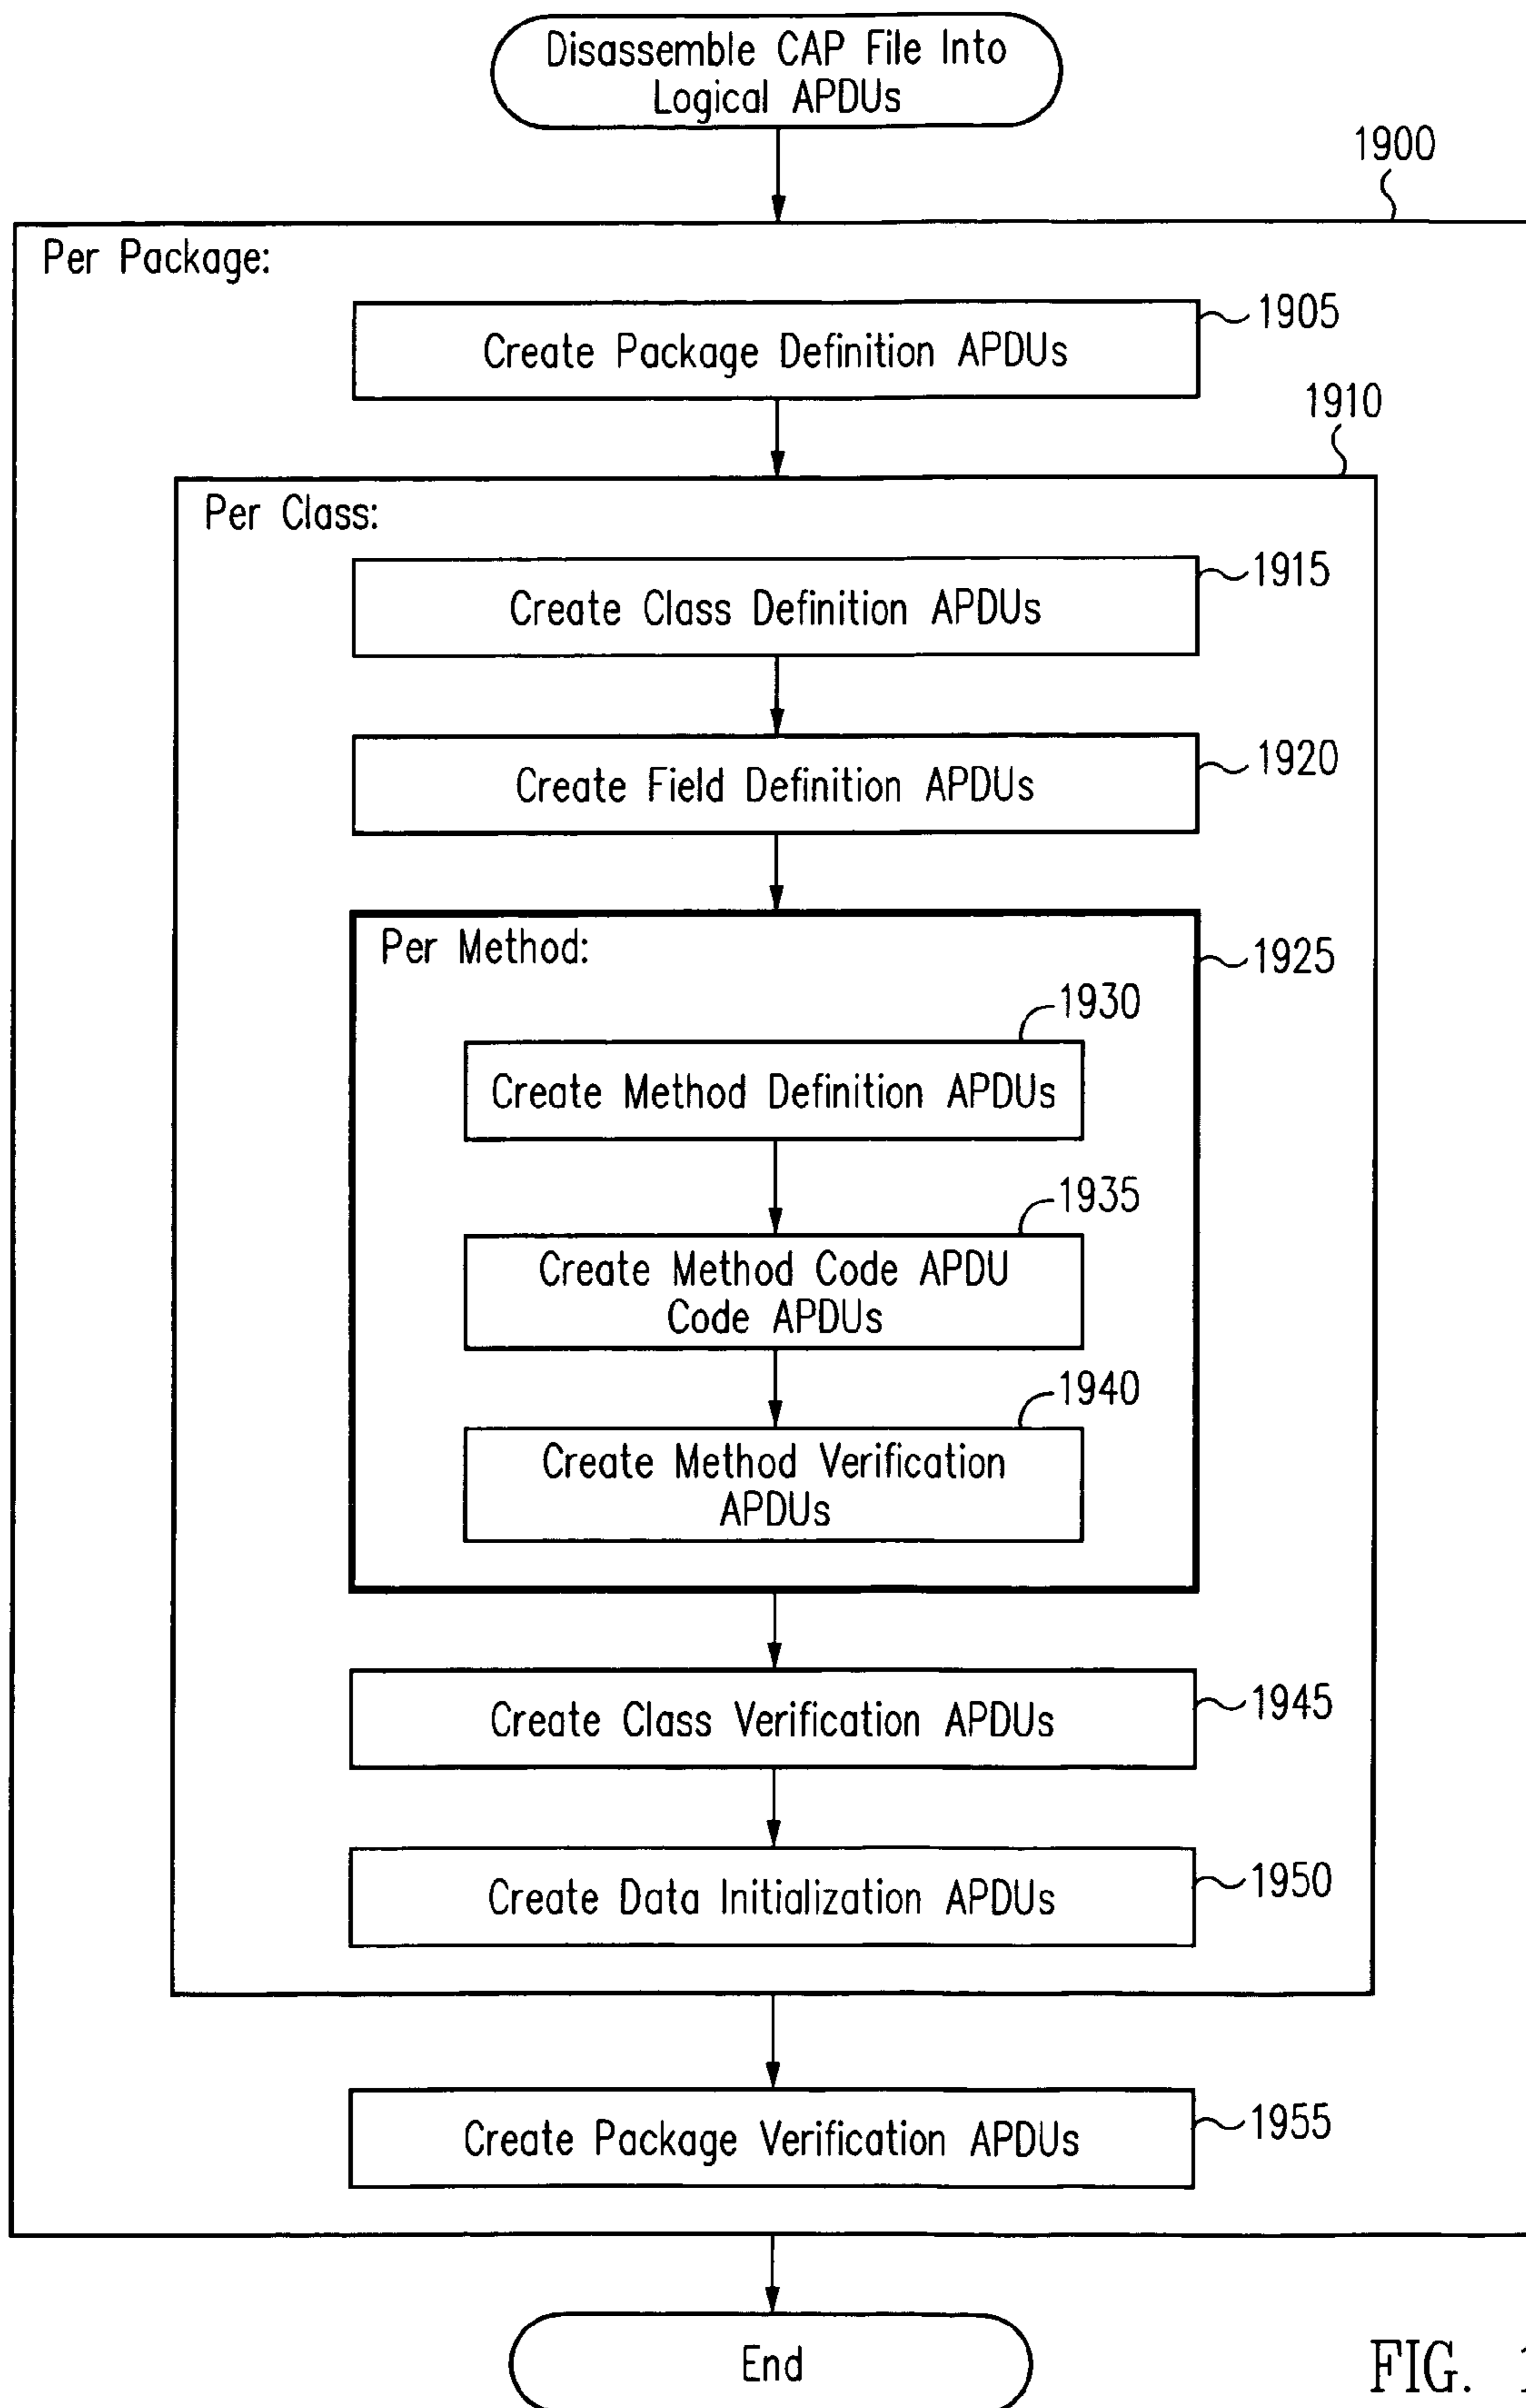 Disassemble CAP File Into
Logical APDUs
1900
Per Package:
1905
Create Package Definition APDUs
1910
Per Class:
1915
Create Class Definition APDUs
1920
Create Field Definition APDUs
Per Method:
1925
1930
Create Method Definition APDUs
1935
Create Method Code APDU
Code APDUs
1940
Create Method Verification
APDUs
1945
Create Class Verification APDUs
1950
Create Data Initialization APDUs
1955
Create Package Verification APDUs
End
FIG.